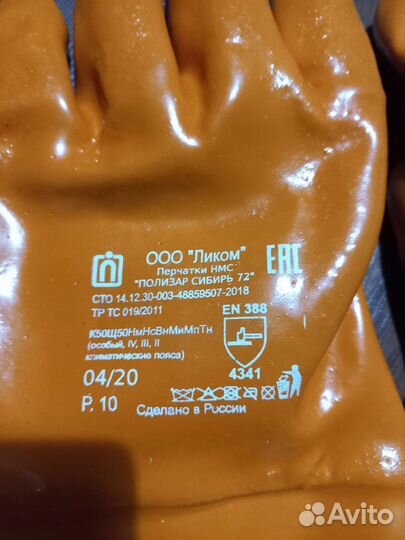 ООО "Ликом"
Перчатки НМС
"ПОЛИЗАР СИБИРЬ 72"
EAC
СТО 14.12.30-003-48859507-2018
ТР ТС 019/2011
EN 388
К50Щ50НмНсВнМиМпТн
(особый, IV, III, II
климатические пояса)
4341
04/20
Р. 10
Сделано в России
Avito